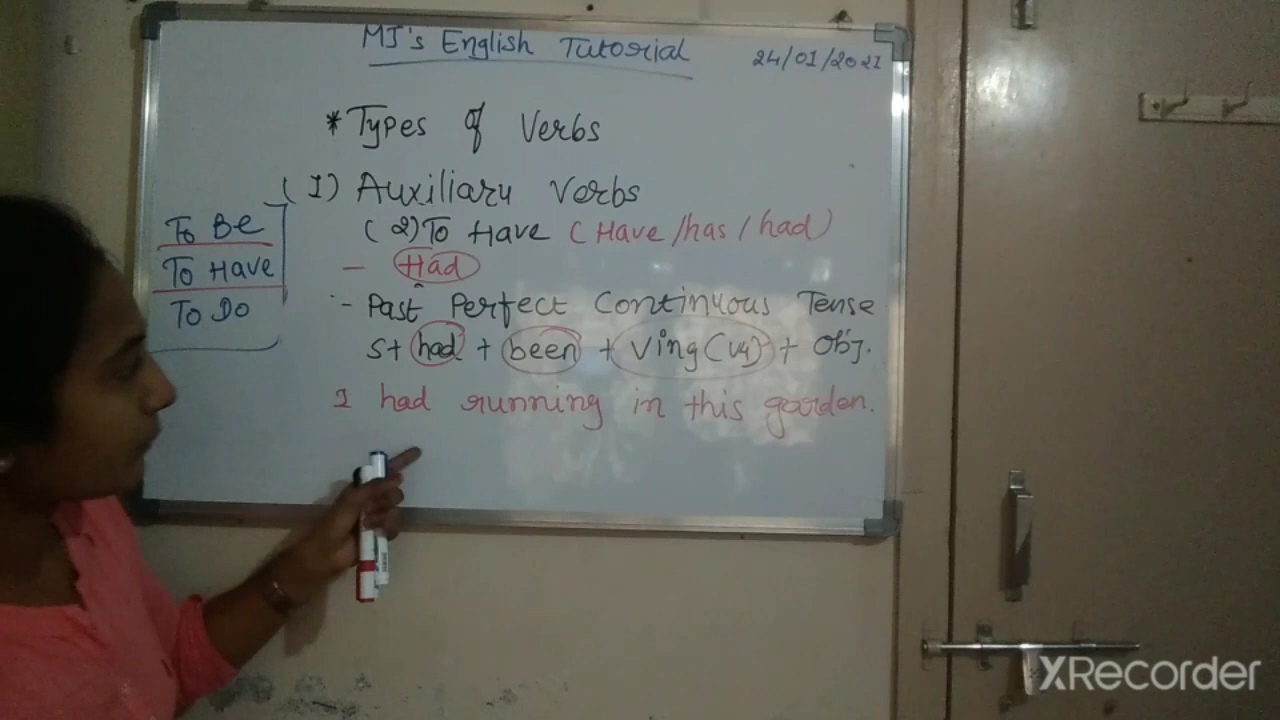 MJ's English Tutorial
24/01/2021
* Types of Verbs
(1) Auxiliary Verbs
To Be
To Have
To Do
(2) To Have (Have/has/had)
- Had
- Past Perfect Continuous Tense
S+ had + been + Ving(V4) + Obj.
I had running in this garden.
XRecorder